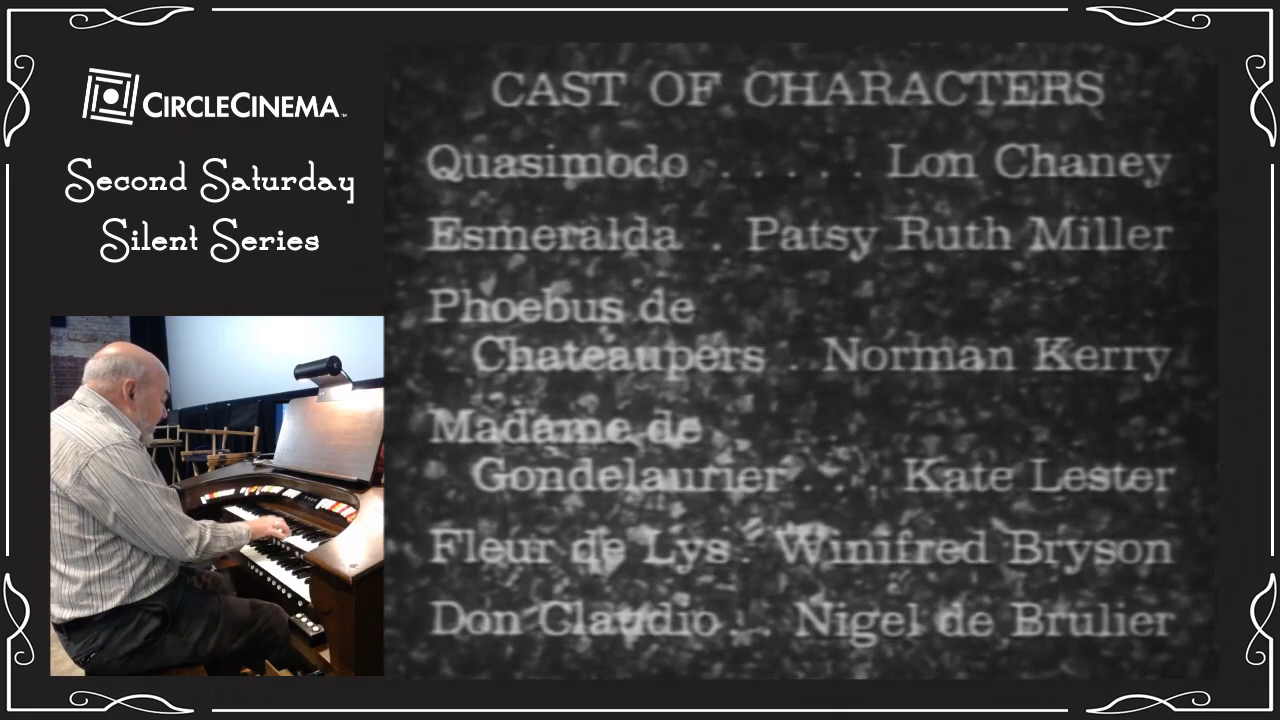 CIRCLECINEMA™
Second Saturday
Silent Series
CAST OF CHARACTERS
Quasimodo . . . . . Lon Chaney
Esmeralda . Patsy Ruth Miller
Phoebus de
Chateaupers . Norman Kerry
Madame de
Gondelaurier . . . Kate Lester
Fleur de Lys . Winifred Bryson
Don Claudio . . Nigel de Brulier